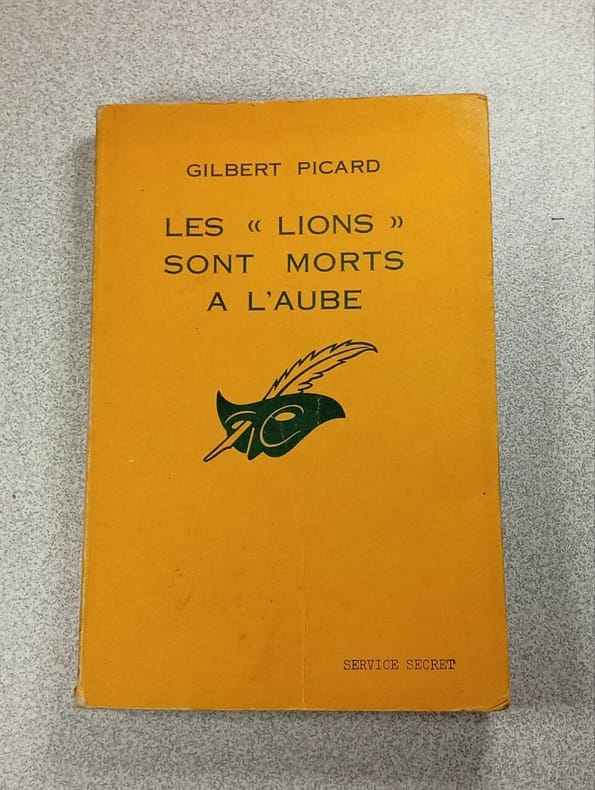 GILBERT PICARD
LES « LIONS »
SONT MORTS
A L'AUBE
SERVICE SECRET